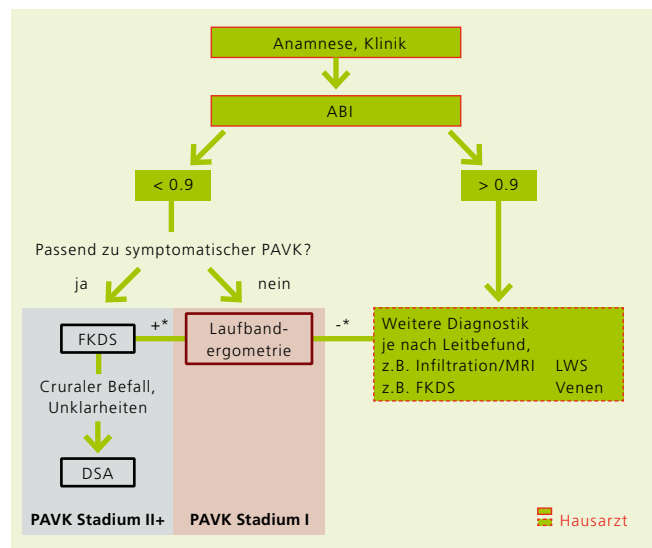 Anamnese, Klinik
ABI
< 0.9
> 0.9
Passend zu symptomatischer PAVK?
ja
nein
FKDS
+*
Laufband-
ergometrie
-*
Weitere Diagnostik
je nach Leitbefund,
z.B. Infiltration/MRI LWS
z.B. FKDS Venen
Cruraler Befall,
Unklarheiten
DSA
PAVK Stadium II+
PAVK Stadium I
Hausarzt